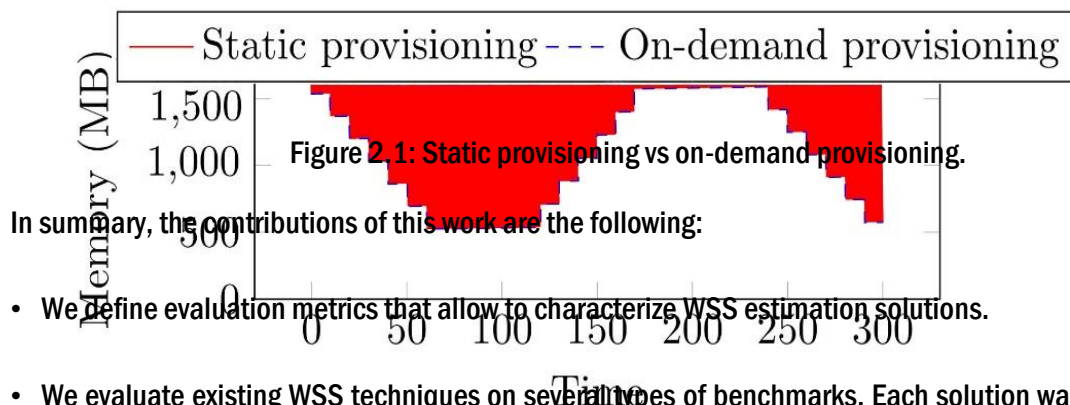 Static provisioning --- On-demand provisioning
1,500
Figure 2.1: Static provisioning vs on-demand provisioning.
1,000
In summary, the contributions of this work are the following:
500
• We define evaluation metrics that allow to characterize WSS estimation solutions.
0
0 50 100 150 200 250 300
Time
• We evaluate existing WSS techniques on several types of benchmarks. Each solution wa
Memory (MB)